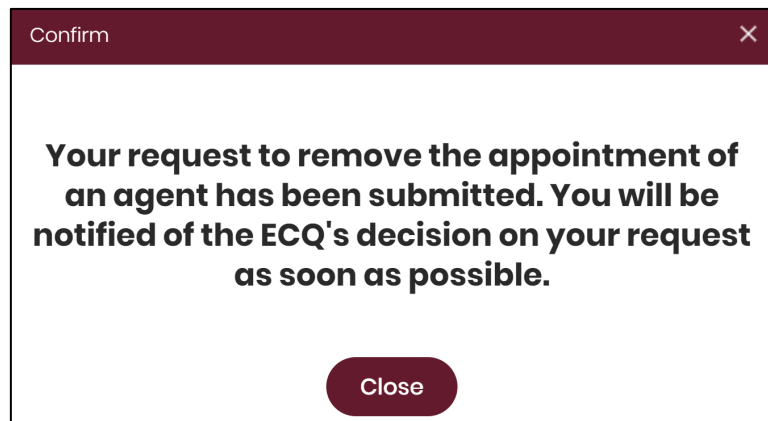 Confirm
Your request to remove the appointment of
an agent has been submitted. You will be
notified of the ECQ's decision on your request
as soon as possible.
Close